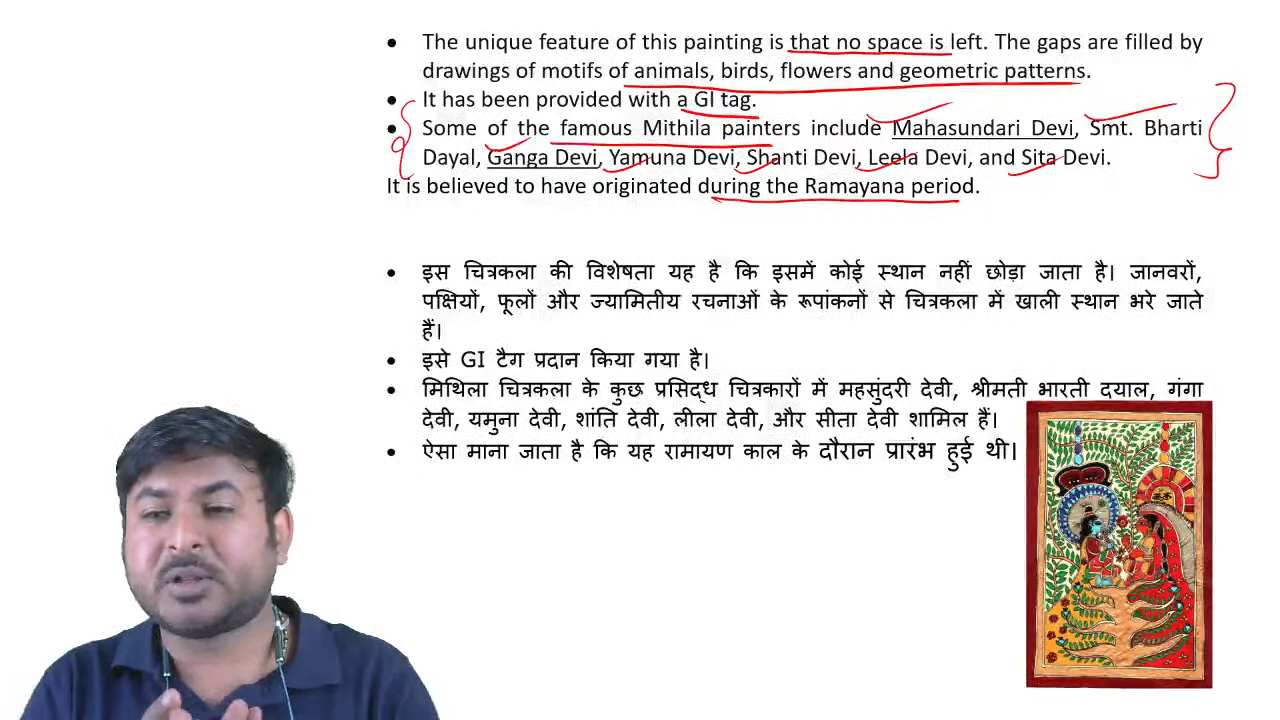 • The unique feature of this painting is that no space is left. The gaps are filled by
drawings of motifs of animals, birds, flowers and geometric patterns.
• It has been provided with a GI tag.
• Some of the famous Mithila painters include Mahasundari Devi, Smt. Bharti
Dayal, Ganga Devi, Yamuna Devi, Shanti Devi, Leela Devi, and Sita Devi.
It is believed to have originated during the Ramayana period.
• इस चित्रकला की विशेषता यह है कि इसमें कोई स्थान नहीं छोड़ा जाता है। जानवरों,
पक्षियों, फूलों और ज्यामितीय रचनाओं के रूपांकनों से चित्रकला में खाली स्थान भरे जाते
हैं।
• इसे GI टैग प्रदान किया गया है।
• मिथिला चित्रकला के कुछ प्रसिद्ध चित्रकारों में महसुंदरी देवी, श्रीमती भारती दयाल, गंगा
देवी, यमुना देवी, शांति देवी, लीला देवी, और सीता देवी शामिल हैं।
• ऐसा माना जाता है कि यह रामायण काल के दौरान प्रारंभ हुई थी।